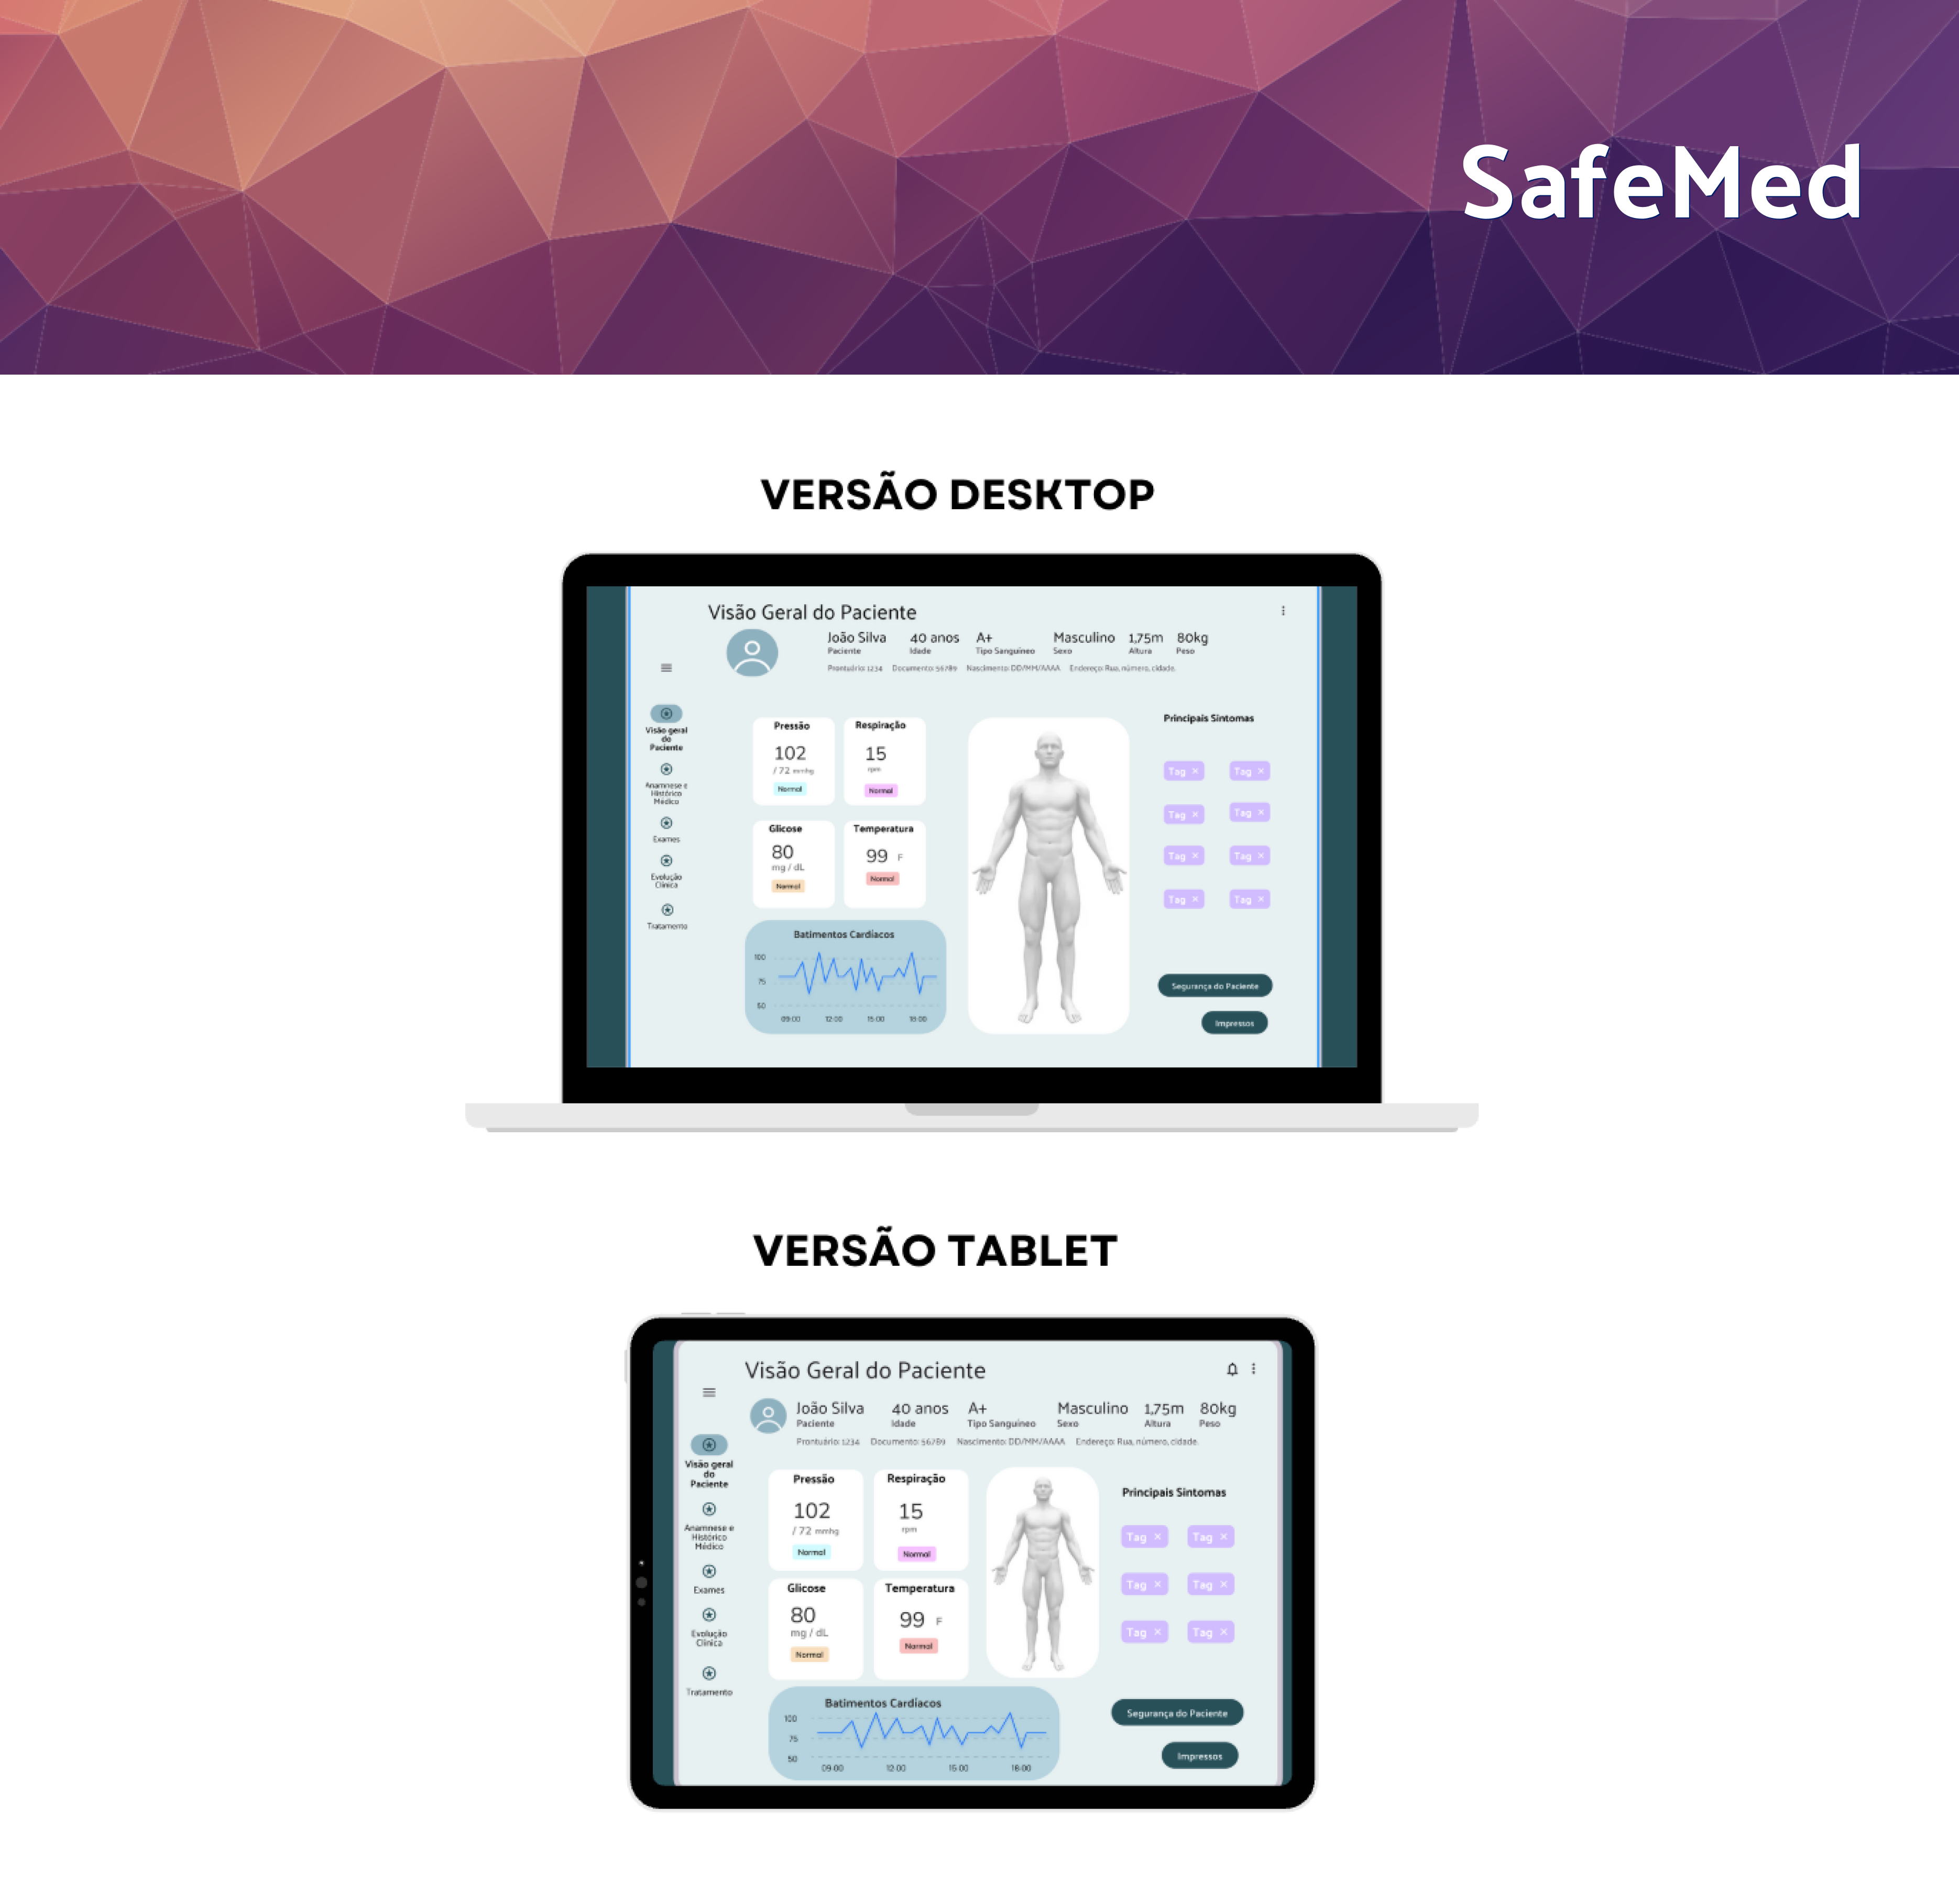 SafeMed
VERSÃO DESKTOP
Visão Geral do Paciente
João Silva 40 anos A+ Masculino 1,75m 80kg
Paciente Idade Tipo Sanguíneo Sexo Altura Peso
Prontuário: 1234 Documento: 56789 Nascimento: DD/MM/AAAA Endereço: Rua, número, cidade.
Visão geral
do
Paciente
Anamnese e
Histórico
Médico
Exames
Evolução
Clínica
Tratamento
Pressão
102
/ 72 mmhg
Normal
Respiração
15
rpm
Normal
Glicose
80
mg / dL
Normal
Temperatura
99 F
Normal
Batimentos Cardíacos
100
75
50
09:00 12:00 15:00 18:00
Principais Sintomas
Tag × Tag ×
Tag × Tag ×
Tag × Tag ×
Tag × Tag ×
Segurança do Paciente
Impressos
VERSÃO TABLET
Visão Geral do Paciente
João Silva 40 anos A+ Masculino 1,75m 80kg
Paciente Idade Tipo Sanguíneo Sexo Altura Peso
Prontuário: 1234 Documento: 56789 Nascimento: DD/MM/AAAA Endereço: Rua, número, cidade.
Visão geral
do
Paciente
Anamnese e
Histórico
Médico
Exames
Evolução
Clínica
Tratamento
Pressão
102
/ 72 mmhg
Normal
Respiração
15
rpm
Normal
Glicose
80
mg / dL
Normal
Temperatura
99 F
Normal
Batimentos Cardíacos
100
75
50
09:00 12:00 15:00 18:00
Principais Sintomas
Tag × Tag ×
Tag × Tag ×
Tag × Tag ×
Segurança do Paciente
Impressos